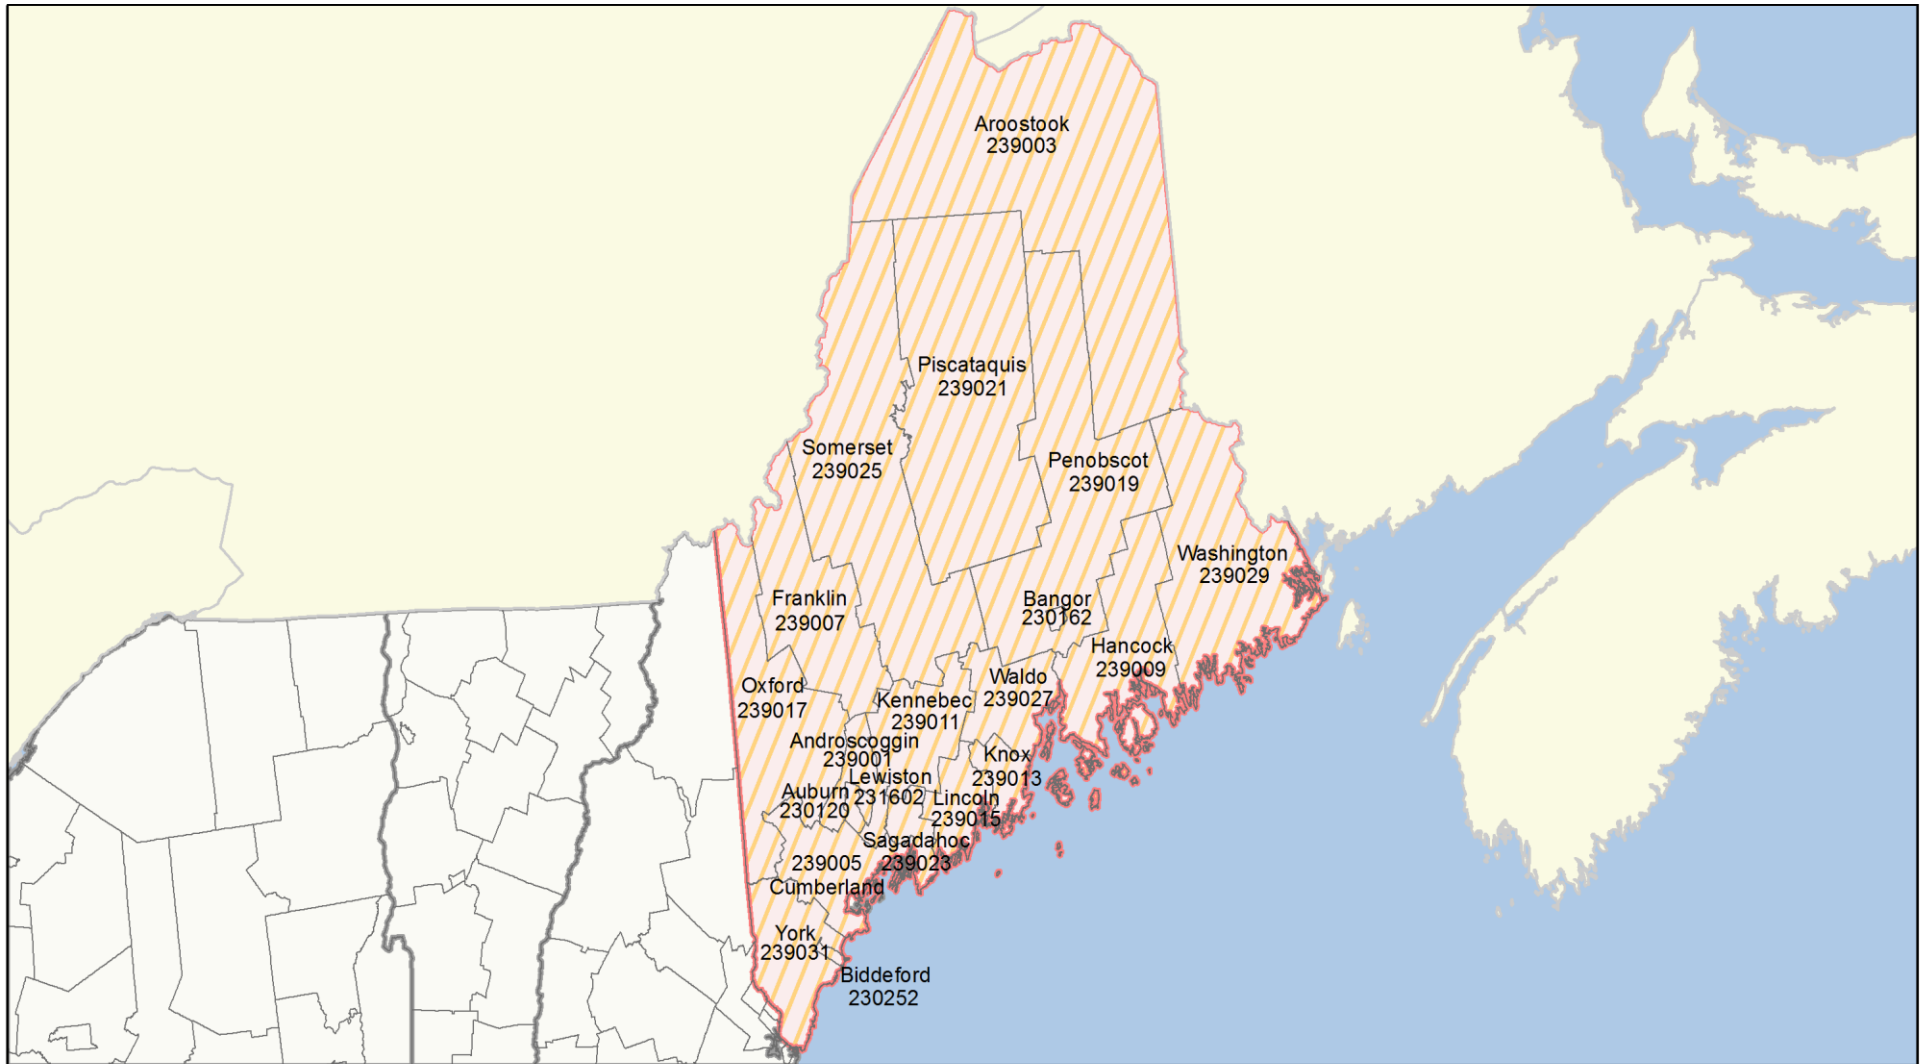 Aroostook
239003
Piscataquis
239021
Somerset
239025
Penobscot
239019
Washington
239029
Franklin
239007
Bangor
230162
Hancock
239009
Oxford
239017
Waldo
239027
Kennebec
239011
Androscoggin
239001
Knox
239013
Lewiston
231602
Auburn
230120
Lincoln
239015
Sagadahoc
239023
239005
Cumberland
York
239031
Biddeford
230252